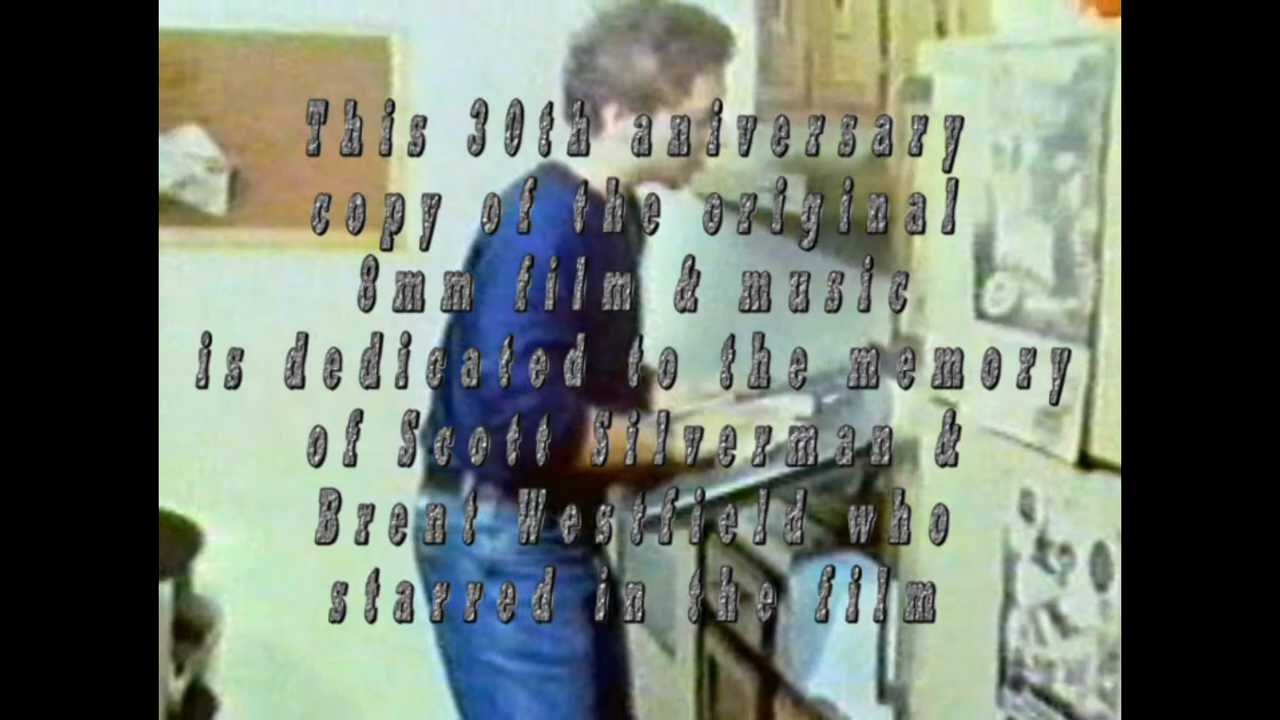 This 30th aniversary
copy of the original
8mm film & music
is dedicated to the memory
of Scott Silverman &
Brent Westfield who
starred in the film